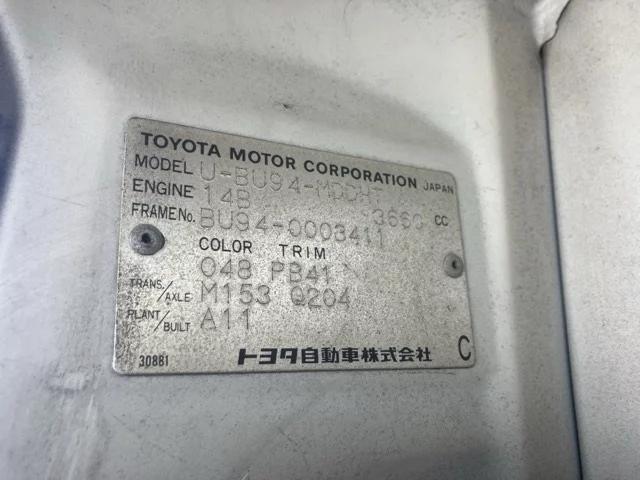 TOYOTA MOTOR CORPORATION JAPAN
MODEL U-BU94-MDDHT
ENGINE 14B 3660 CC
FRAME No. BU94-0003411
COLOR TRIM
048 PB41
TRANS./AXLE M153 Q204
PLANT/BUILT A11
30881 トヨタ自動車株式会社 C